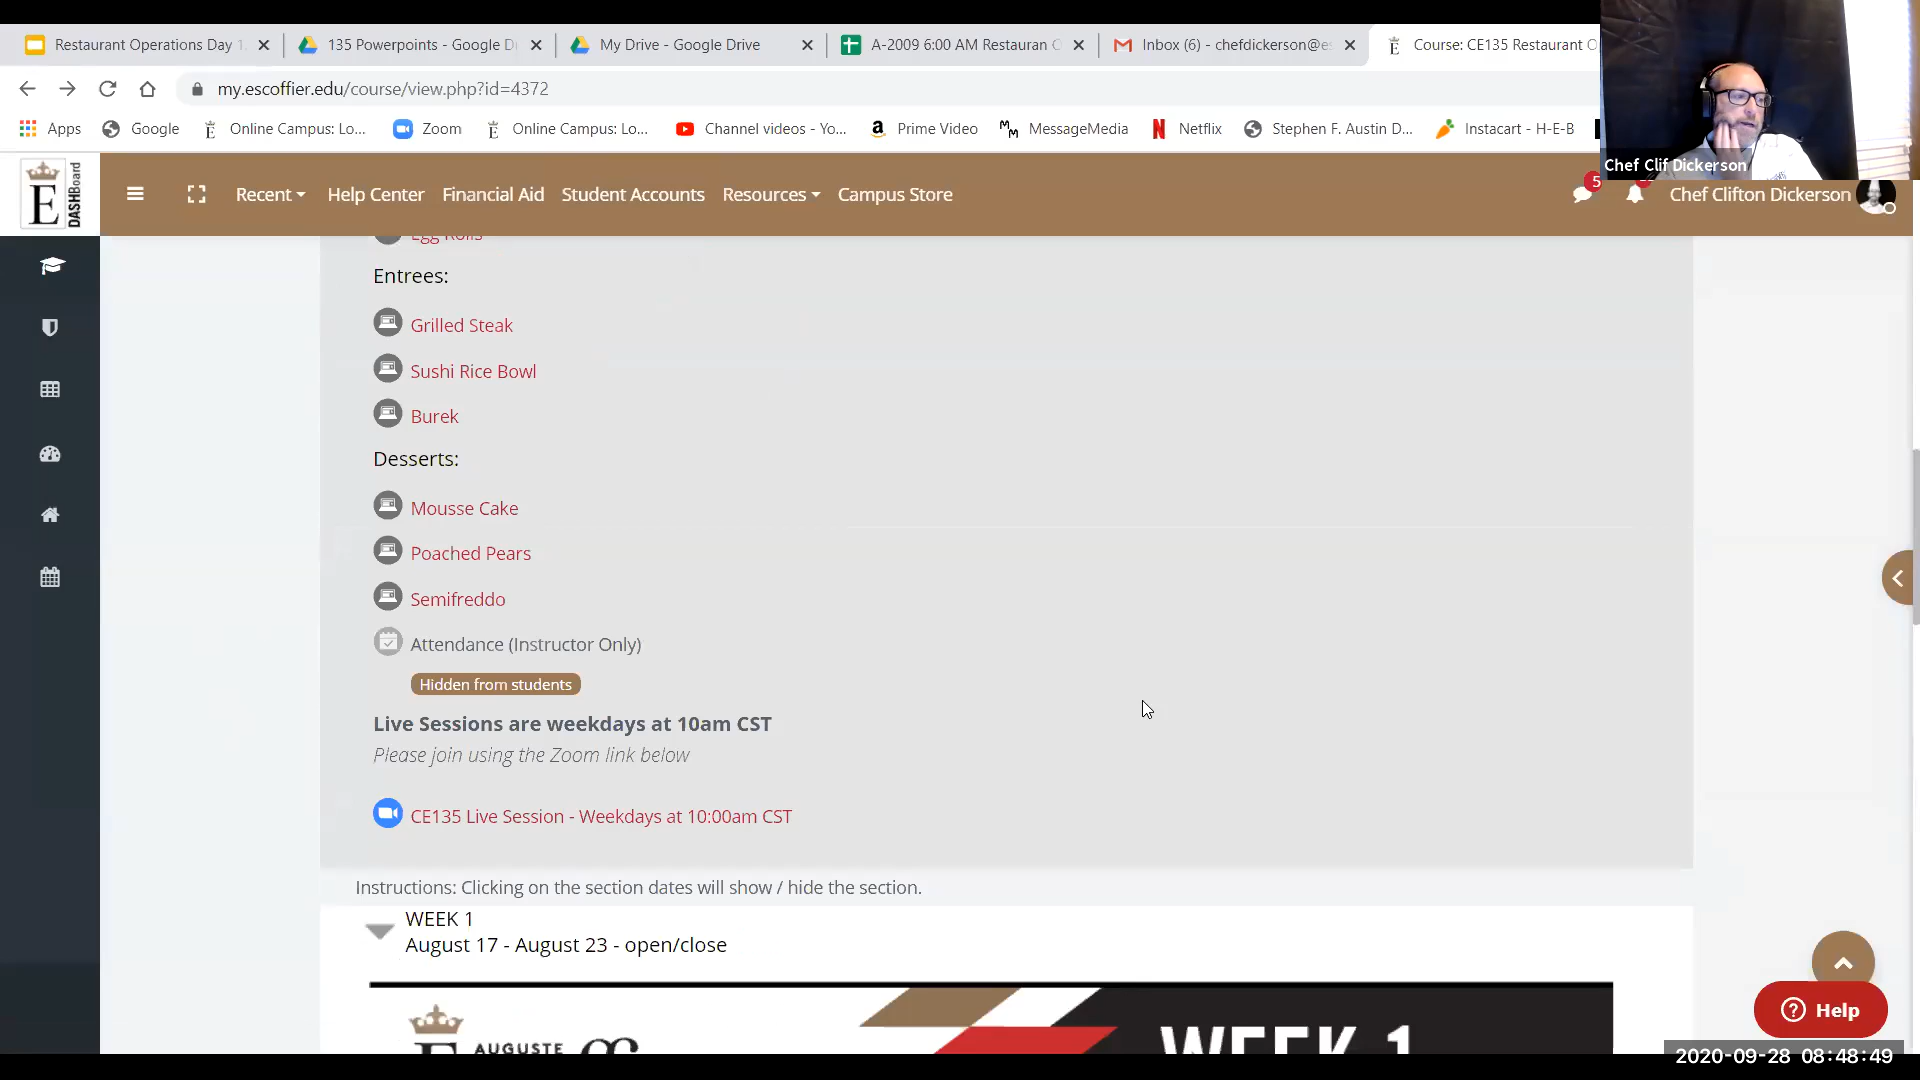 Restaurant Operations Day 1
135 Powerpoints - Google D
My Drive - Google Drive
A-2009 6:00 AM Restauran O
Inbox (6) - chefdickerson@es
Course: CE135 Restaurant O
my.escoffier.edu/course/view.php?id=4372
Apps
Google
Online Campus: Lo...
Zoom
Online Campus: Lo...
Channel videos - Yo...
Prime Video
MessageMedia
Netflix
Stephen F. Austin D...
Instacart - H-E-B
Chef Clif Dickerson
E DASHBoard
Recent
Help Center
Financial Aid
Student Accounts
Resources
Campus Store
5
Chef Clifton Dickerson
Egg Rolls
Entrees:
Grilled Steak
Sushi Rice Bowl
Burek
Desserts:
Mousse Cake
Poached Pears
Semifreddo
Attendance (Instructor Only)
Hidden from students
Live Sessions are weekdays at 10am CST
Please join using the Zoom link below
CE135 Live Session - Weekdays at 10:00am CST
Instructions: Clicking on the section dates will show / hide the section.
WEEK 1
August 17 - August 23 - open/close
AUGUSTE
WEEK 1
Help
2020-09-28 08:48:49